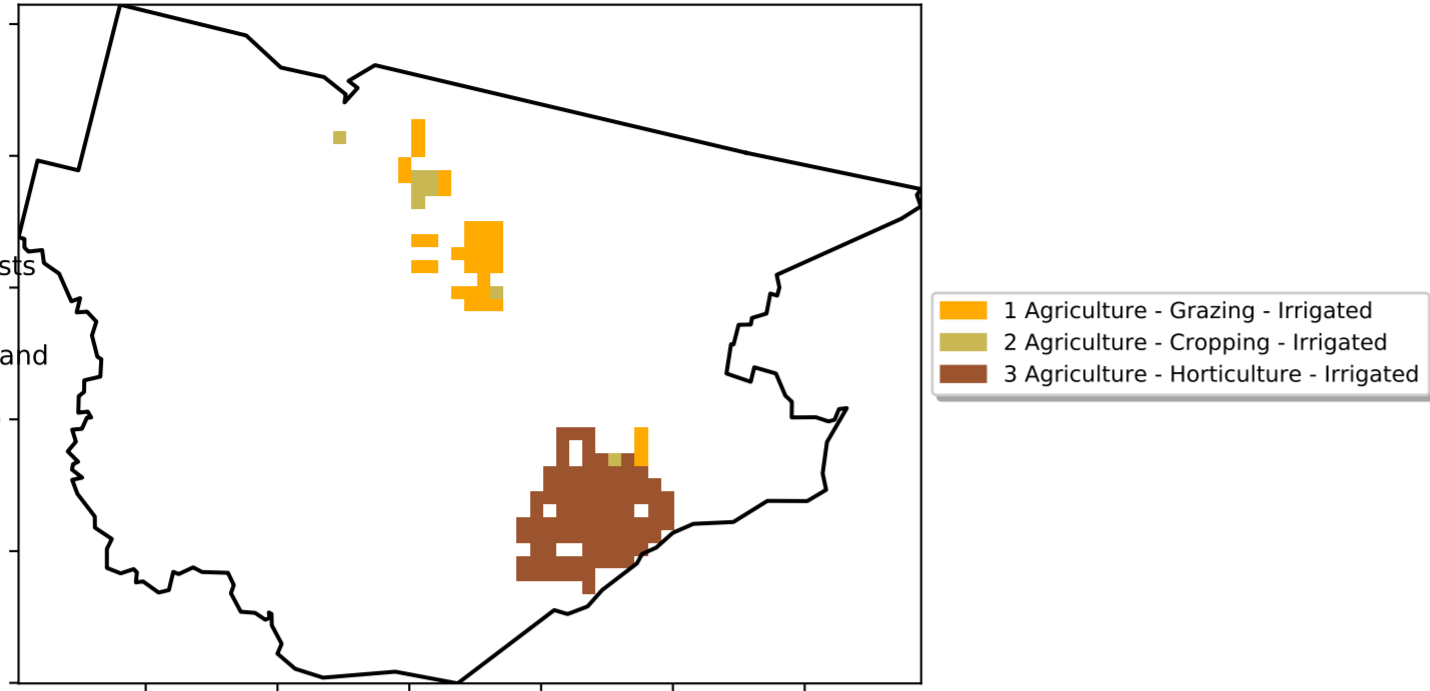 sts
and
1 Agriculture - Grazing - Irrigated
2 Agriculture - Cropping - Irrigated
3 Agriculture - Horticulture - Irrigated